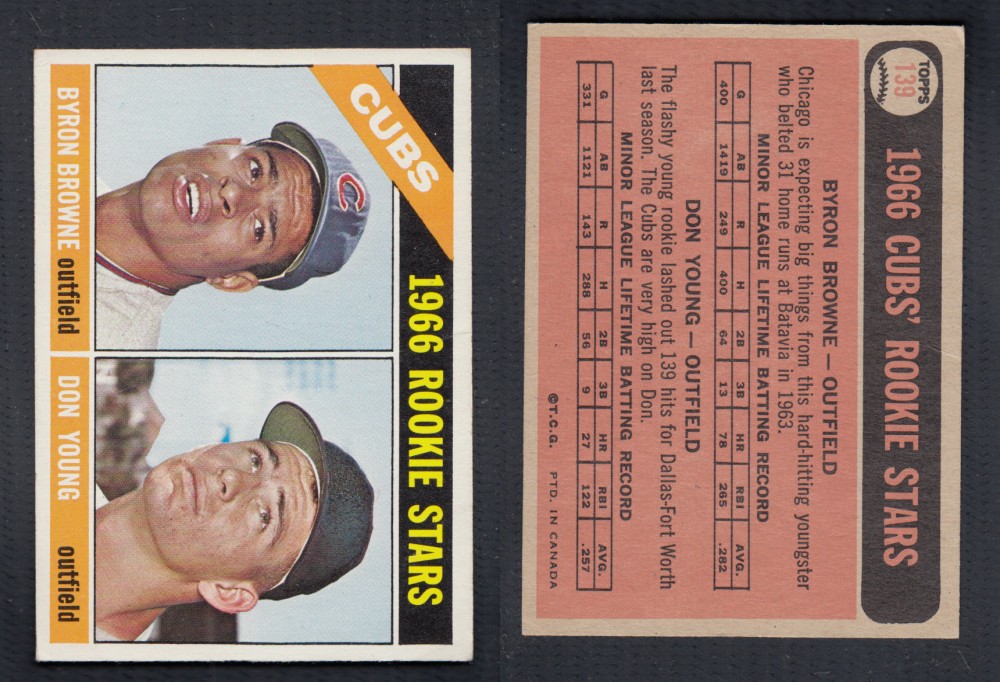 CUBS
1966 ROOKIE STARS
BYRON BROWNE outfield
DON YOUNG outfield
TOPPS
139
1966 CUBS' ROOKIE STARS
BYRON BROWNE — OUTFIELD
Chicago is expecting big things from this hard-hitting youngster
who belted 31 home runs at Batavia in 1963.
MINOR LEAGUE LIFETIME BATTING RECORD
G AB R H 2B 3B HR RBI AVG.
400 1419 249 400 64 13 78 265 .282
DON YOUNG — OUTFIELD
The flashy young rookie lashed out 139 hits for Dallas-Fort Worth
last season. The Cubs are very high on Don.
MINOR LEAGUE LIFETIME BATTING RECORD
G AB R H 2B 3B HR RBI AVG.
331 1121 143 288 56 9 27 122 .257
©T.C.G. PTD. IN CANADA